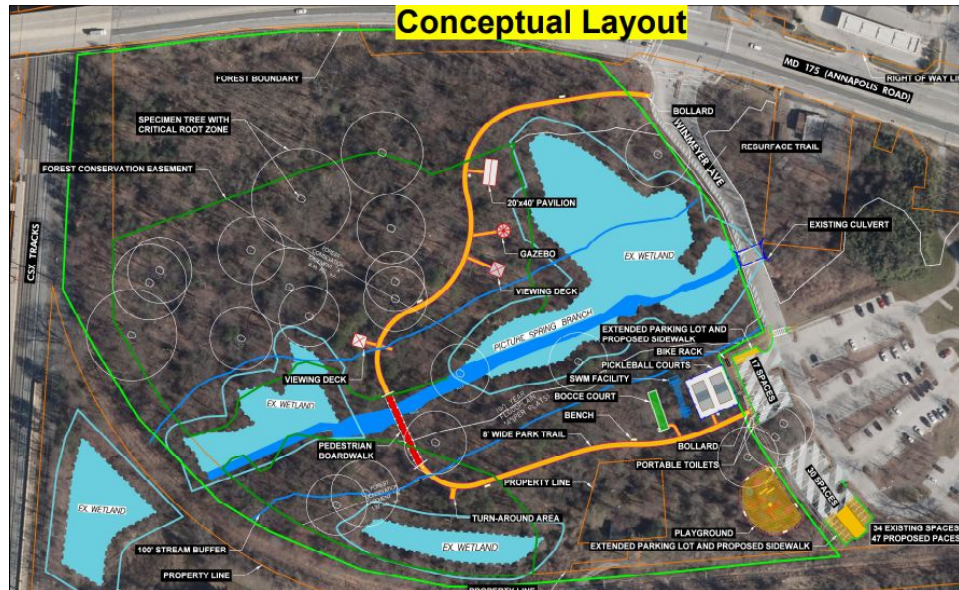 Conceptual Layout
MD 175 (ANNAPOLIS ROAD)
RIGHT OF WAY LI
FOREST BOUNDARY
BOLLARD
WINMEYER AVE
SPECIMEN TREE WITH
CRITICAL ROOT ZONE
RESURFACE TRAIL
FOREST CONSERVATION EASEMENT
20'x40' PAVILION
EXISTING CULVERT
CSX TRACKS
GAZEBO
EX. WETLAND
VIEWING DECK
PICTURE SPRING BRANCH
EXTENDED PARKING LOT AND
PROPOSED SIDEWALK
BIKE RACK
PICKLEBALL COURTS
SWM FACILITY
17 SPACES
VIEWING DECK
BOCCE COURT
EX. WETLAND
BENCH
8' WIDE PARK TRAIL
PEDESTRIAN
BOARDWALK
BOLLARD
PORTABLE TOILETS
30 SPACES
PROPERTY LINE
EX. WETLAND
TURN-AROUND AREA
PLAYGROUND
34 EXISTING SPACES
47 PROPOSED PACES
EXTENDED PARKING LOT AND PROPOSED SIDEWALK
EX. WETLAND
100' STREAM BUFFER
PROPERTY LINE
PROPERTY LINE